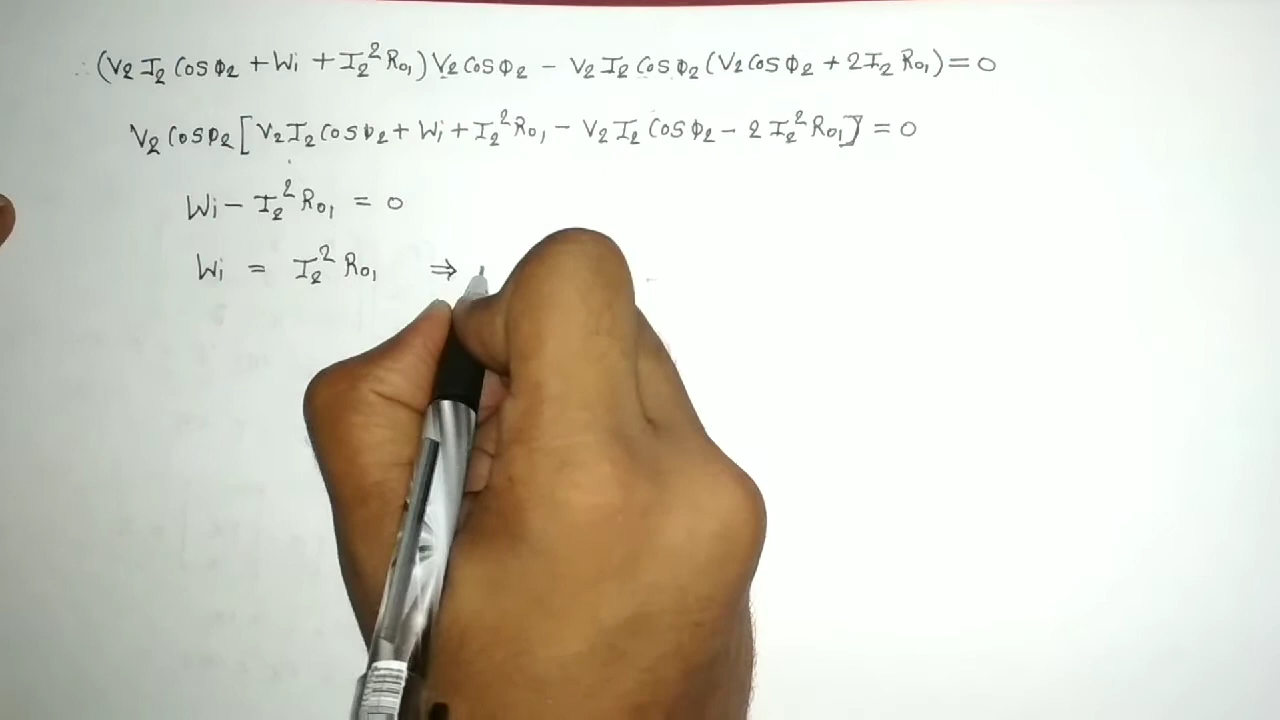 ∴ (V₂ I₂ Cos Φ₂ + Wi + I₂² R₀₁) V₂ Cos Φ₂ − V₂ I₂ Cos Φ₂ (V₂ Cos Φ₂ + 2 I₂ R₀₁) = 0
V₂ Cos Φ₂ [V₂ I₂ Cos Φ₂ + Wi + I₂² R₀₁ − V₂ I₂ Cos Φ₂ − 2 I₂² R₀₁] = 0
Wi − I₂² R₀₁ = 0
Wi = I₂² R₀₁ ⇒